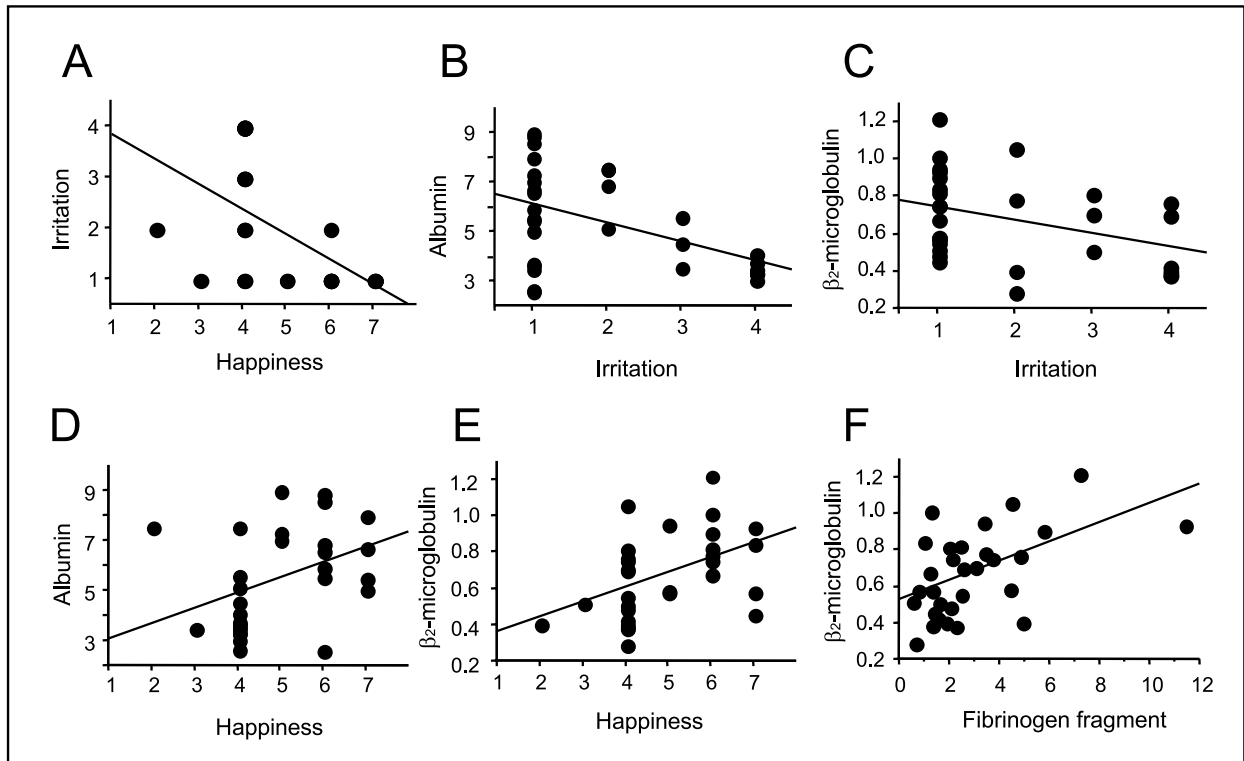 A
B
C
4
3
2
1
Irritation
1 2 3 4 5 6 7
Happiness
9
7
5
3
Albumin
1 2 3 4
Irritation
1.2
1.0
0.8
0.6
0.4
0.2
β2-microglobulin
1 2 3 4
Irritation
D
E
F
9
7
5
3
Albumin
1 2 3 4 5 6 7
Happiness
1.2
1.0
0.8
0.6
0.4
0.2
β2-microglobulin
1 2 3 4 5 6 7
Happiness
1.2
1.0
0.8
0.6
0.4
0.2
β2-microglobulin
0 2 4 6 8 10 12
Fibrinogen fragment